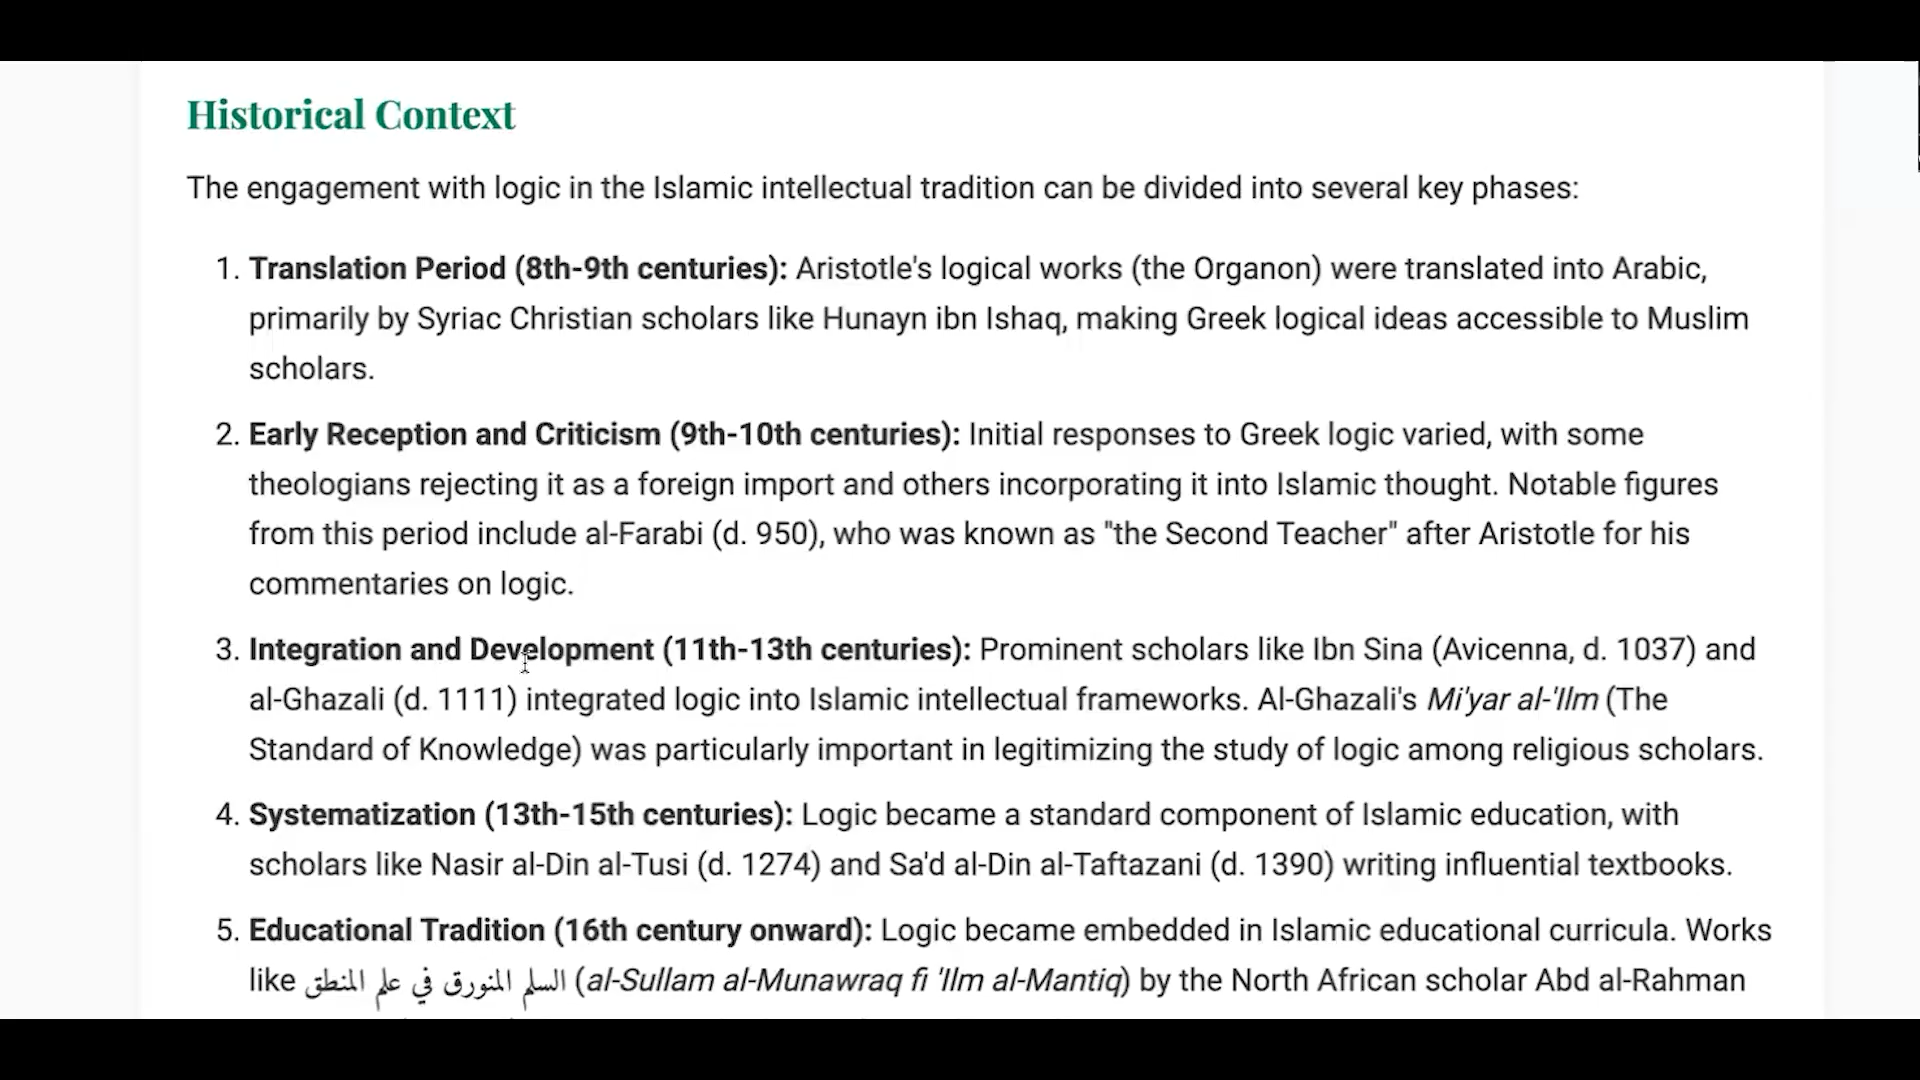 Historical Context
The engagement with logic in the Islamic intellectual tradition can be divided into several key phases:
1. Translation Period (8th-9th centuries): Aristotle's logical works (the Organon) were translated into Arabic,
primarily by Syriac Christian scholars like Hunayn ibn Ishaq, making Greek logical ideas accessible to Muslim
scholars.
2. Early Reception and Criticism (9th-10th centuries): Initial responses to Greek logic varied, with some
theologians rejecting it as a foreign import and others incorporating it into Islamic thought. Notable figures
from this period include al-Farabi (d. 950), who was known as "the Second Teacher" after Aristotle for his
commentaries on logic.
3. Integration and Development (11th-13th centuries): Prominent scholars like Ibn Sina (Avicenna, d. 1037) and
al-Ghazali (d. 1111) integrated logic into Islamic intellectual frameworks. Al-Ghazali's Mi'yar al-'Ilm (The
Standard of Knowledge) was particularly important in legitimizing the study of logic among religious scholars.
4. Systematization (13th-15th centuries): Logic became a standard component of Islamic education, with
scholars like Nasir al-Din al-Tusi (d. 1274) and Sa'd al-Din al-Taftazani (d. 1390) writing influential textbooks.
5. Educational Tradition (16th century onward): Logic became embedded in Islamic educational curricula. Works
like السلم المنورق في علم المنطق (al-Sullam al-Munawraq fi 'Ilm al-Mantiq) by the North African scholar Abd al-Rahman